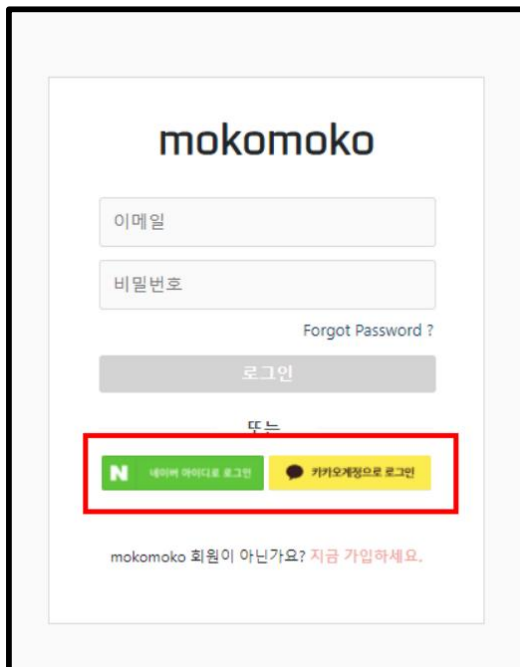 mokomoko
이메일
비밀번호
Forgot Password ?
로그인
또는
N 네이버 아이디로 로그인 카카오계정으로 로그인
mokomoko 회원이 아닌가요? 지금 가입하세요.